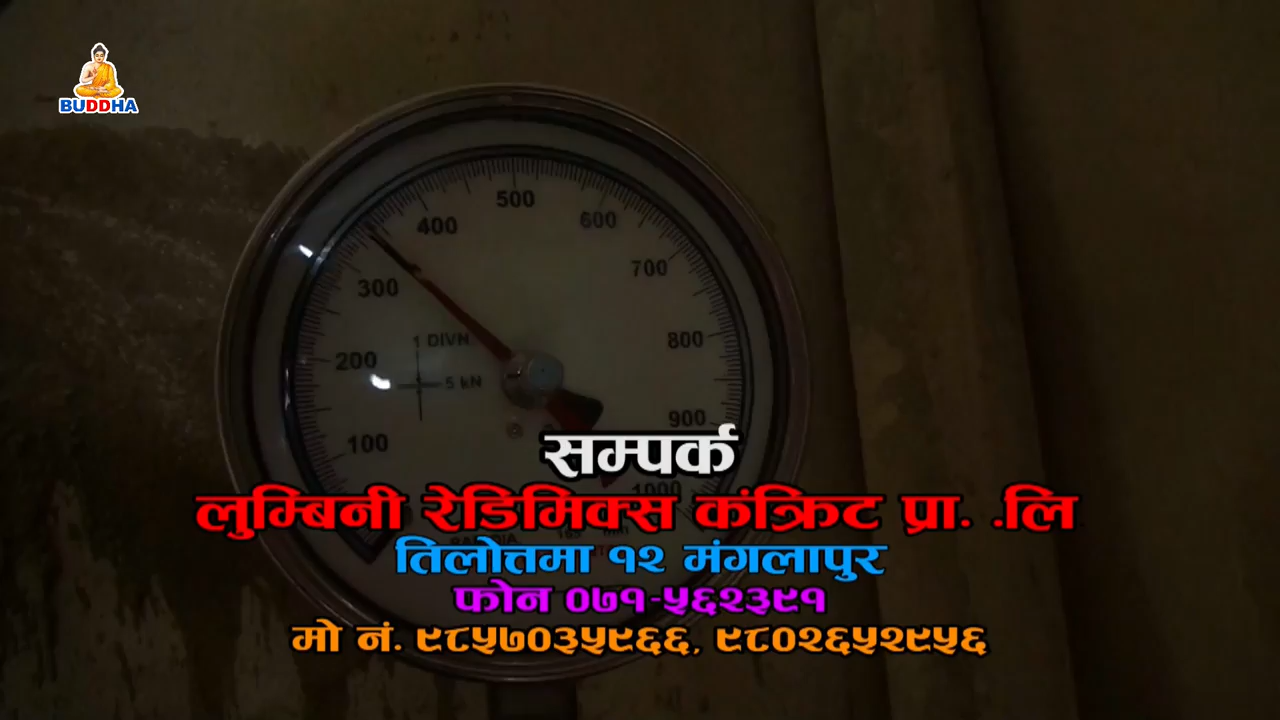 BUDDHA
500
400
600
700
300
1 DIVN.
800
200
5 kN
900
100
1000
सम्पर्क
लुम्बिनी रेडिमिक्स कंक्रिट प्रा. .लि
तिलोत्तमा १२ मंगलापुर
फोन ०७१-५६२३९१
मो नं. ९८५७०३५९६६, ९८०२६५२९५६